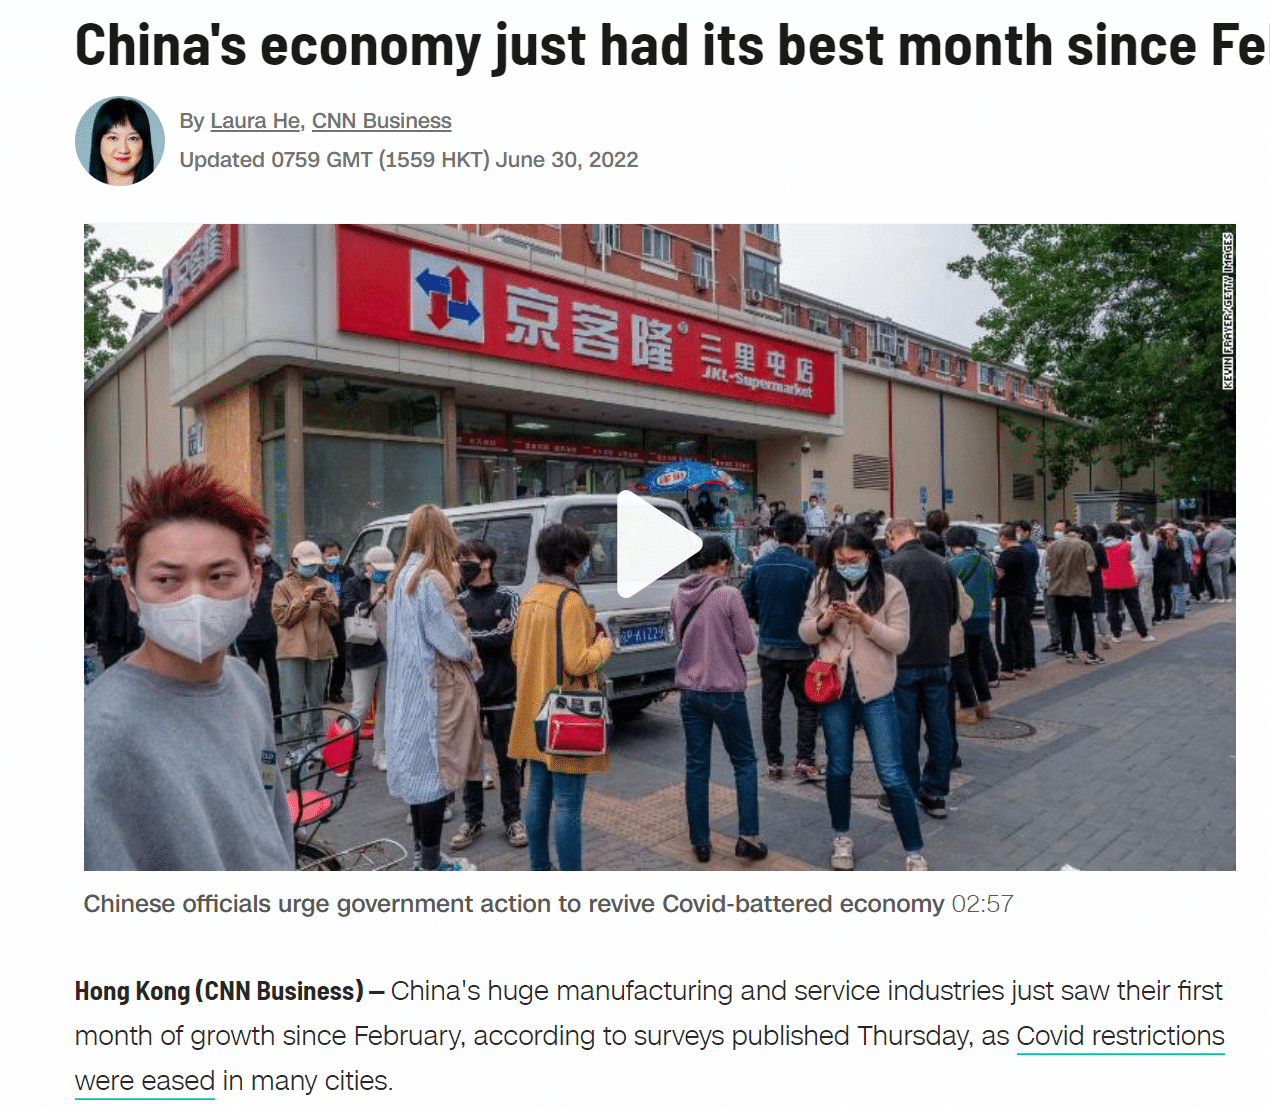 China's economy just had its best month since Fe
By Laura He, CNN Business
Updated 0759 GMT (1559 HKT) June 30, 2022
KEVIN FRAYER/GETTY IMAGES
京客隆
京客隆® 三里屯店
JKL-Supermarket
Chinese officials urge government action to revive Covid-battered economy 02:57
Hong Kong (CNN Business) — China's huge manufacturing and service industries just saw their first
month of growth since February, according to surveys published Thursday, as Covid restrictions
were eased in many cities.